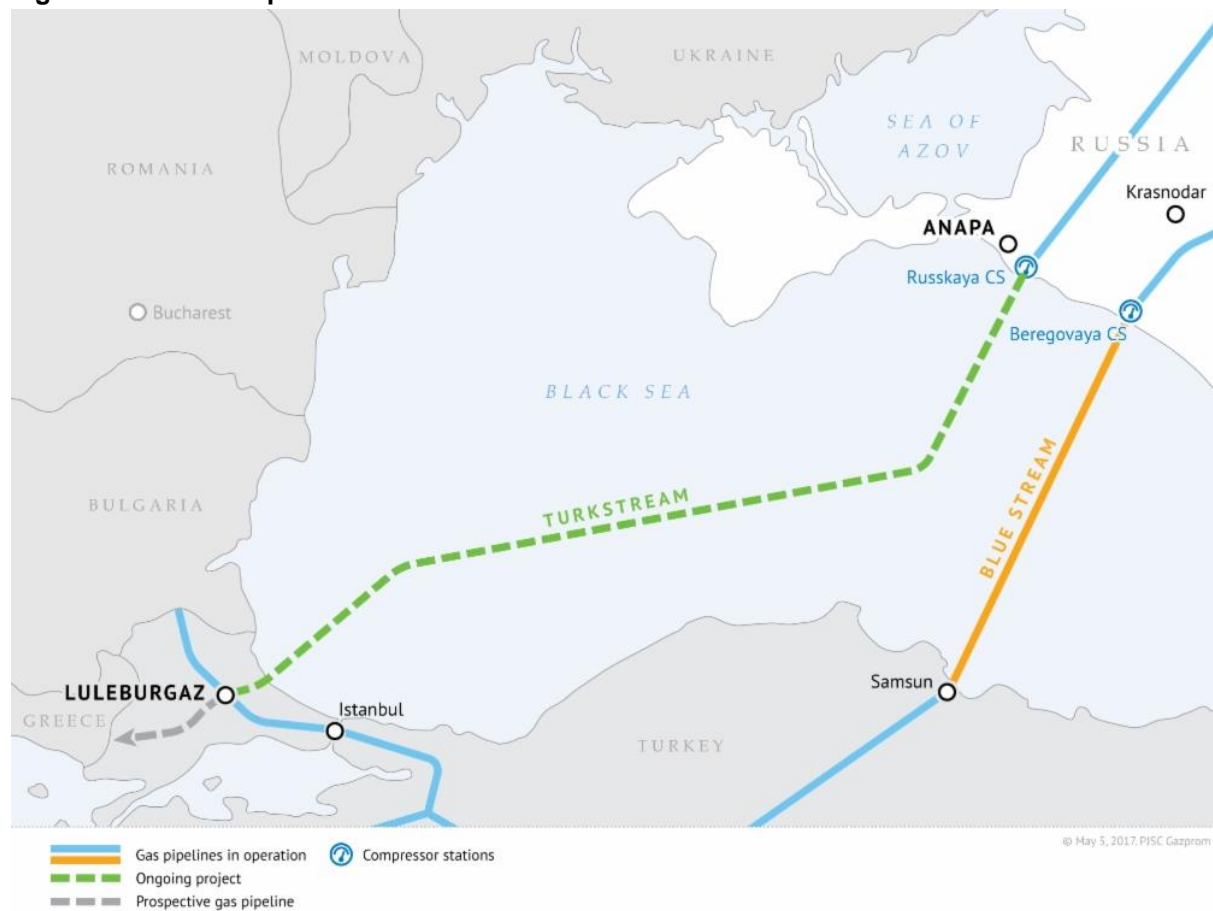 MOLDOVA
UKRAINE
SEA OF
AZOV
RUSSIA
ROMANIA
Krasnodar
ANAPA
Russkaya CS
Bucharest
Beregovaya CS
BLACK SEA
BLUE STREAM
TURKSTREAM
BULGARIA
LULEBURGAZ
Samsun
Istanbul
GREECE
TURKEY
© May 5, 2017. PJSC Gazprom
Gas pipelines in operation
Compressor stations
Ongoing project
Prospective gas pipeline